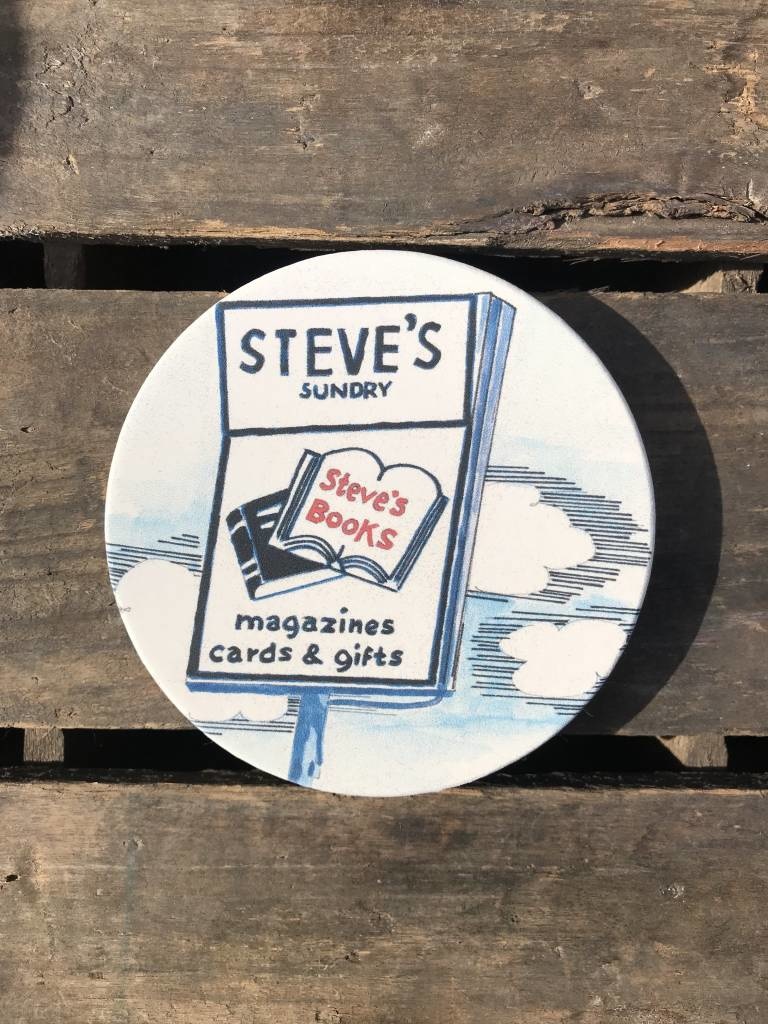 STEVE'S
SUNDRY
Steve's
BOOKS
magazines
cards & gifts